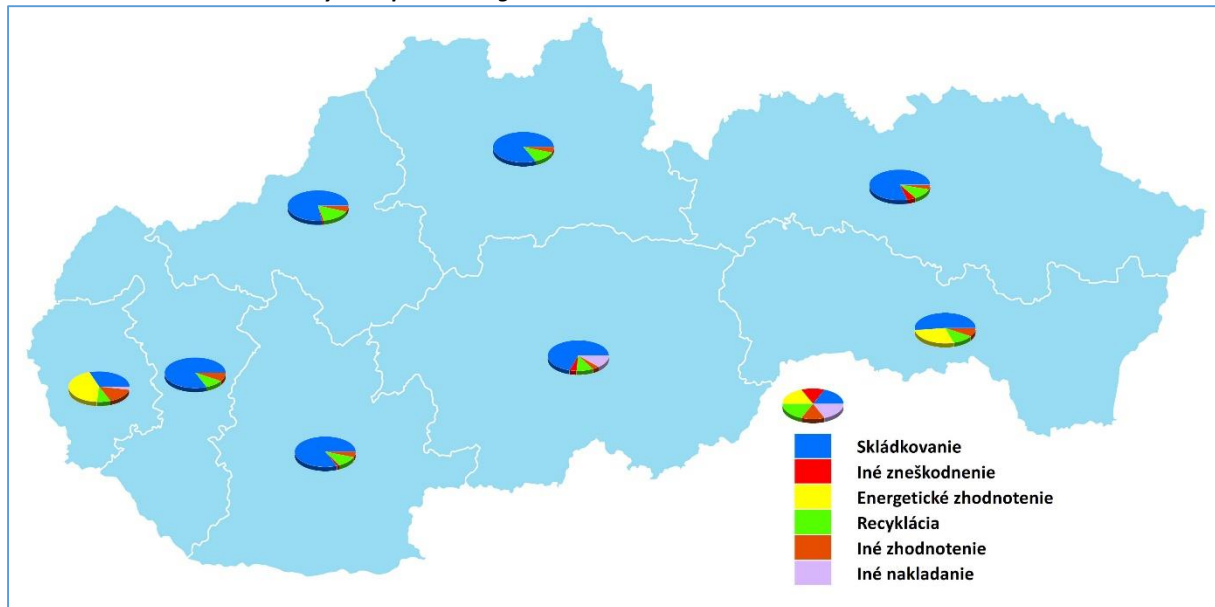 Skládkovanie
Iné zneškodnenie
Energetické zhodnotenie
Recyklácia
Iné zhodnotenie
Iné nakladanie